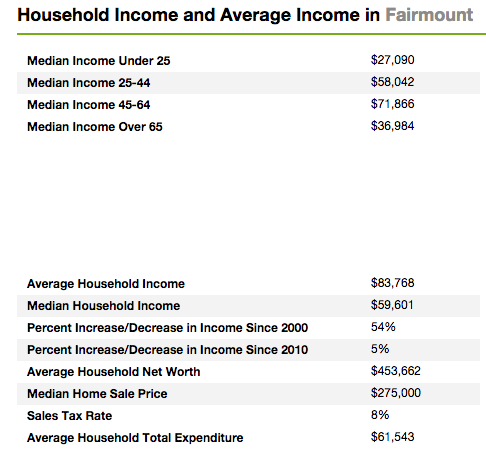 Household Income and Average Income in Fairmount
Median Income Under 25 $27,090
Median Income 25-44 $58,042
Median Income 45-64 $71,866
Median Income Over 65 $36,984
Average Household Income $83,768
Median Household Income $59,601
Percent Increase/Decrease in Income Since 2000 54%
Percent Increase/Decrease in Income Since 2010 5%
Average Household Net Worth $453,662
Median Home Sale Price $275,000
Sales Tax Rate 8%
Average Household Total Expenditure $61,543